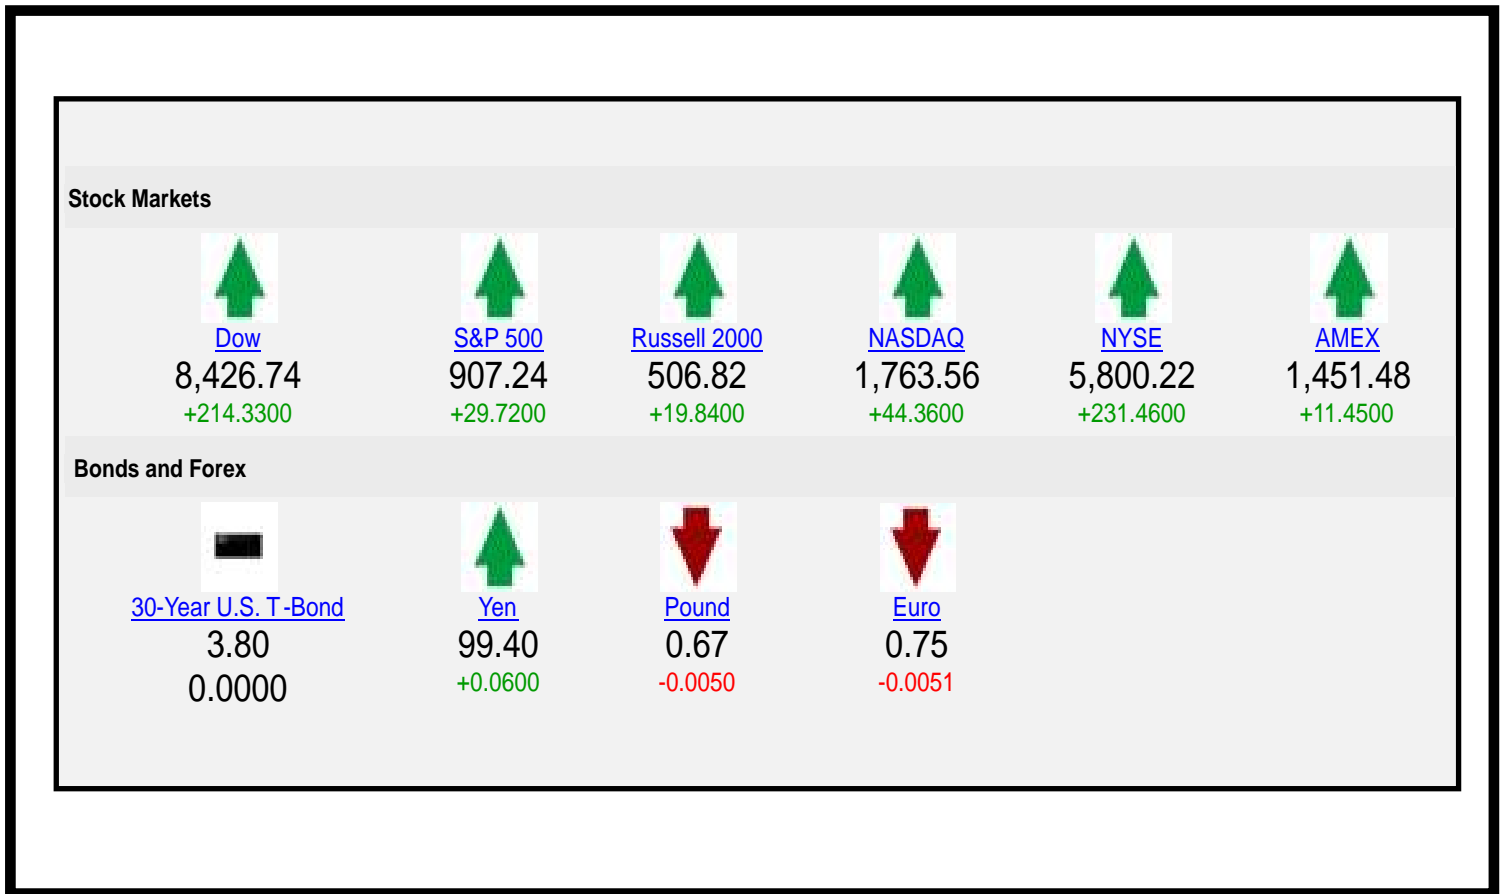 Stock Markets
Dow S&P 500 Russell 2000 NASDAQ NYSE AMEX
8,426.74 907.24 506.82 1,763.56 5,800.22 1,451.48
+214.3300 +29.7200 +19.8400 +44.3600 +231.4600 +11.4500
Bonds and Forex
30-Year U.S. T-Bond Yen Pound Euro
3.80 99.40 0.67 0.75
0.0000 +0.0600 -0.0050 -0.0051